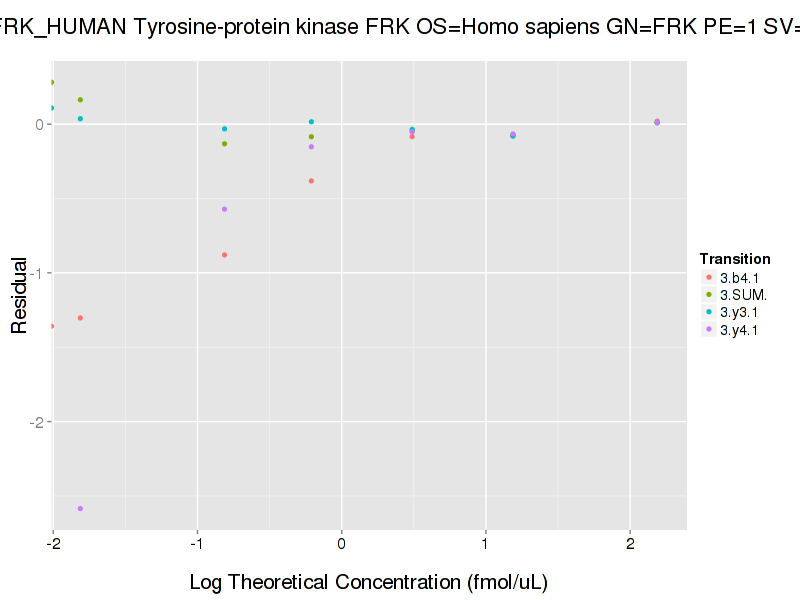 FRK_HUMAN Tyrosine-protein kinase FRK OS=Homo sapiens GN=FRK PE=1 SV=
0
-1
-2
Residual
-2 -1 0 1 2
Log Theoretical Concentration (fmol/uL)
Transition
3.b4.1
3.SUM.
3.y3.1
3.y4.1